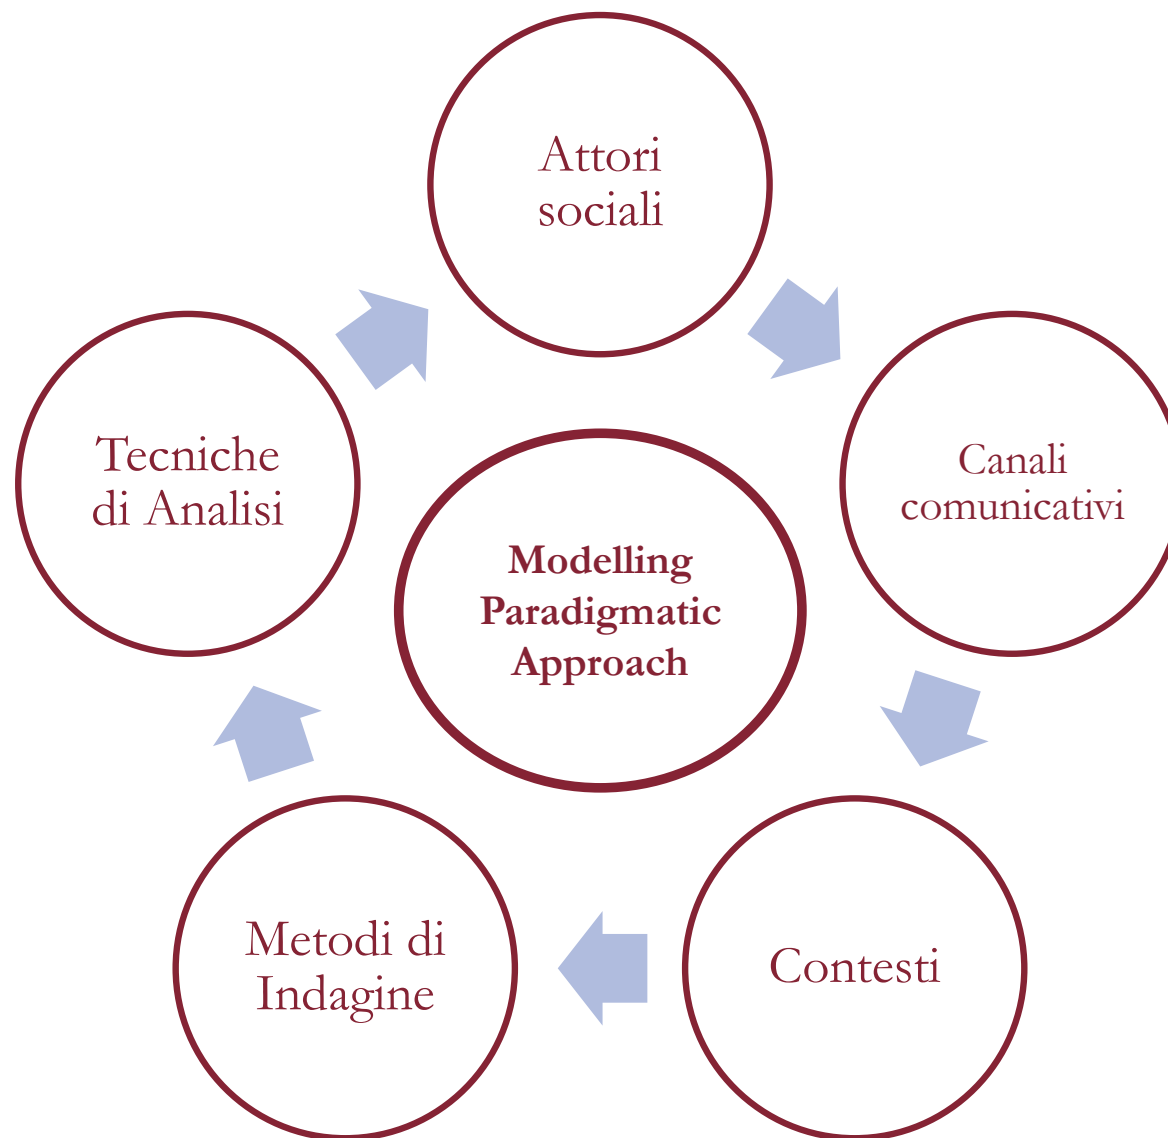 Attori
sociali
Canali
comunicativi
Contesti
Metodi di
Indagine
Tecniche
di Analisi
Modelling
Paradigmatic
Approach